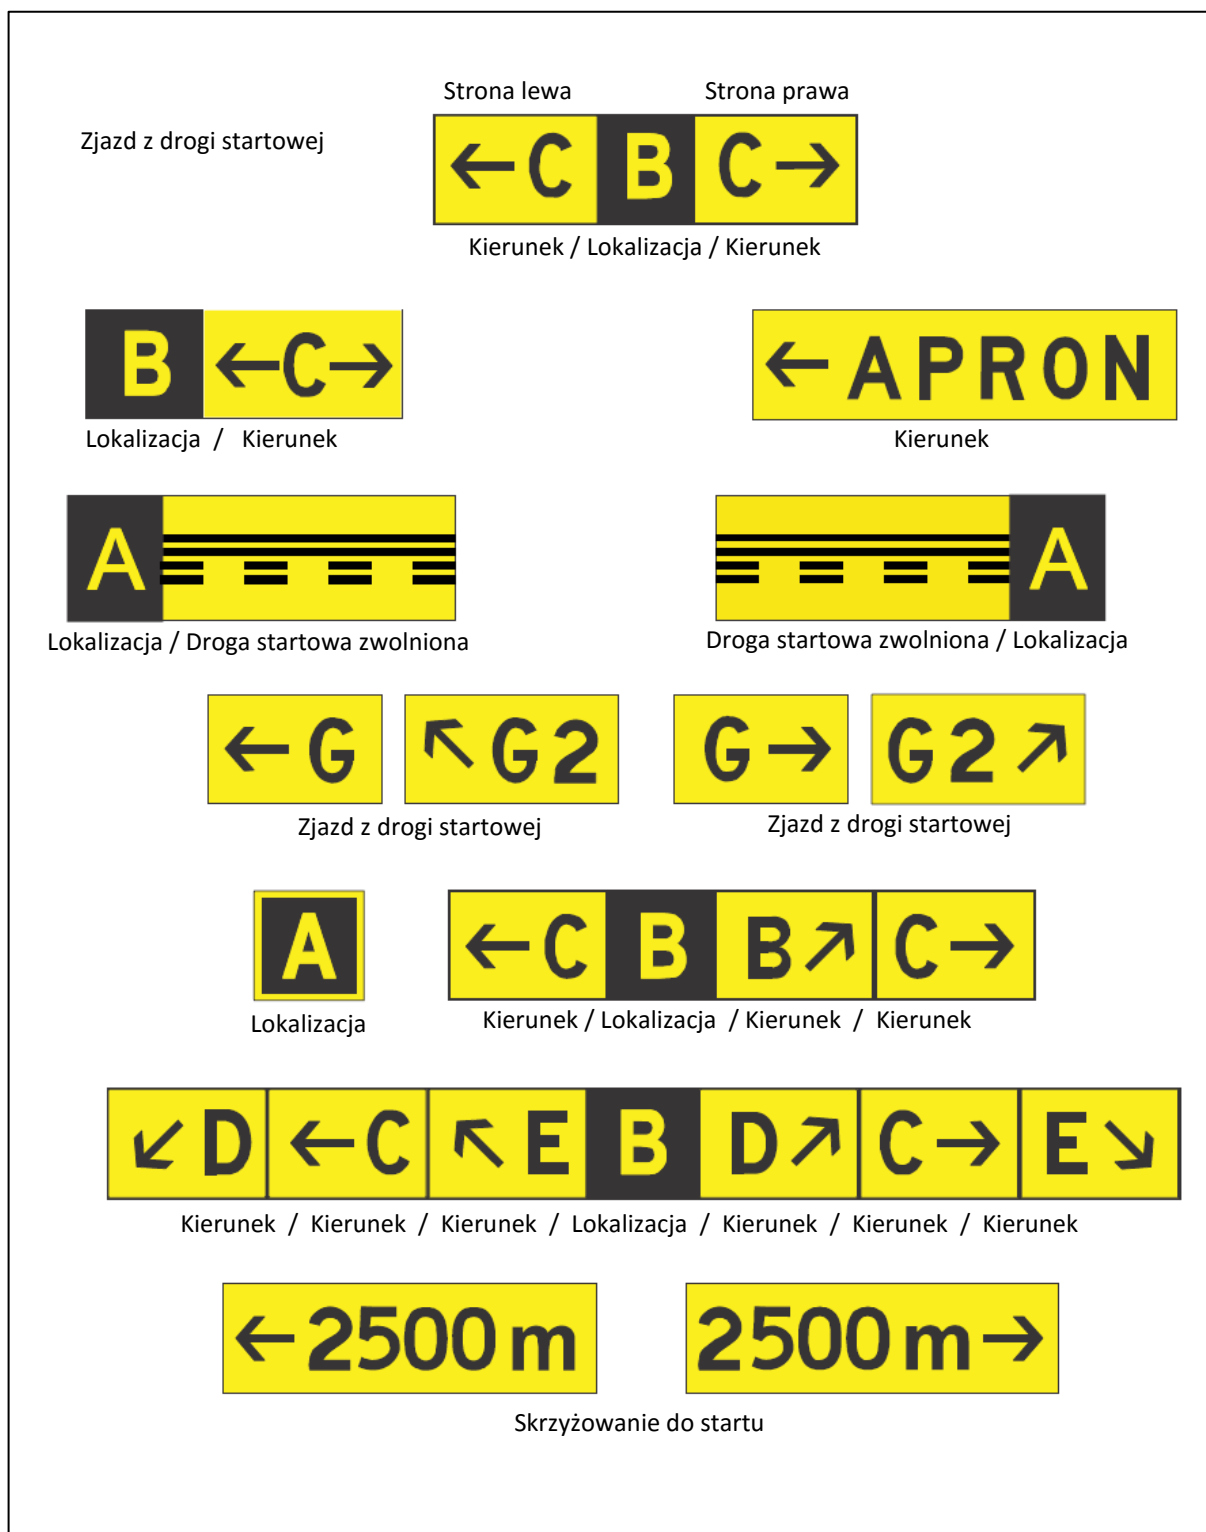 Strona lewa Strona prawa
Zjazd z drogi startowej
←C B C→
Kierunek / Lokalizacja / Kierunek
B ←C→
←APRON
Lokalizacja / Kierunek
Kierunek
A
A
Lokalizacja / Droga startowa zwolniona
Droga startowa zwolniona / Lokalizacja
←G ↖G2 G→ G2↗
Zjazd z drogi startowej
Zjazd z drogi startowej
A
←C B B↗ C→
Lokalizacja
Kierunek / Lokalizacja / Kierunek / Kierunek
↙D ←C ↖E B D↗ C→ E↘
Kierunek / Kierunek / Kierunek / Lokalizacja / Kierunek / Kierunek / Kierunek
←2500m 2500m→
Skrzyżowanie do startu